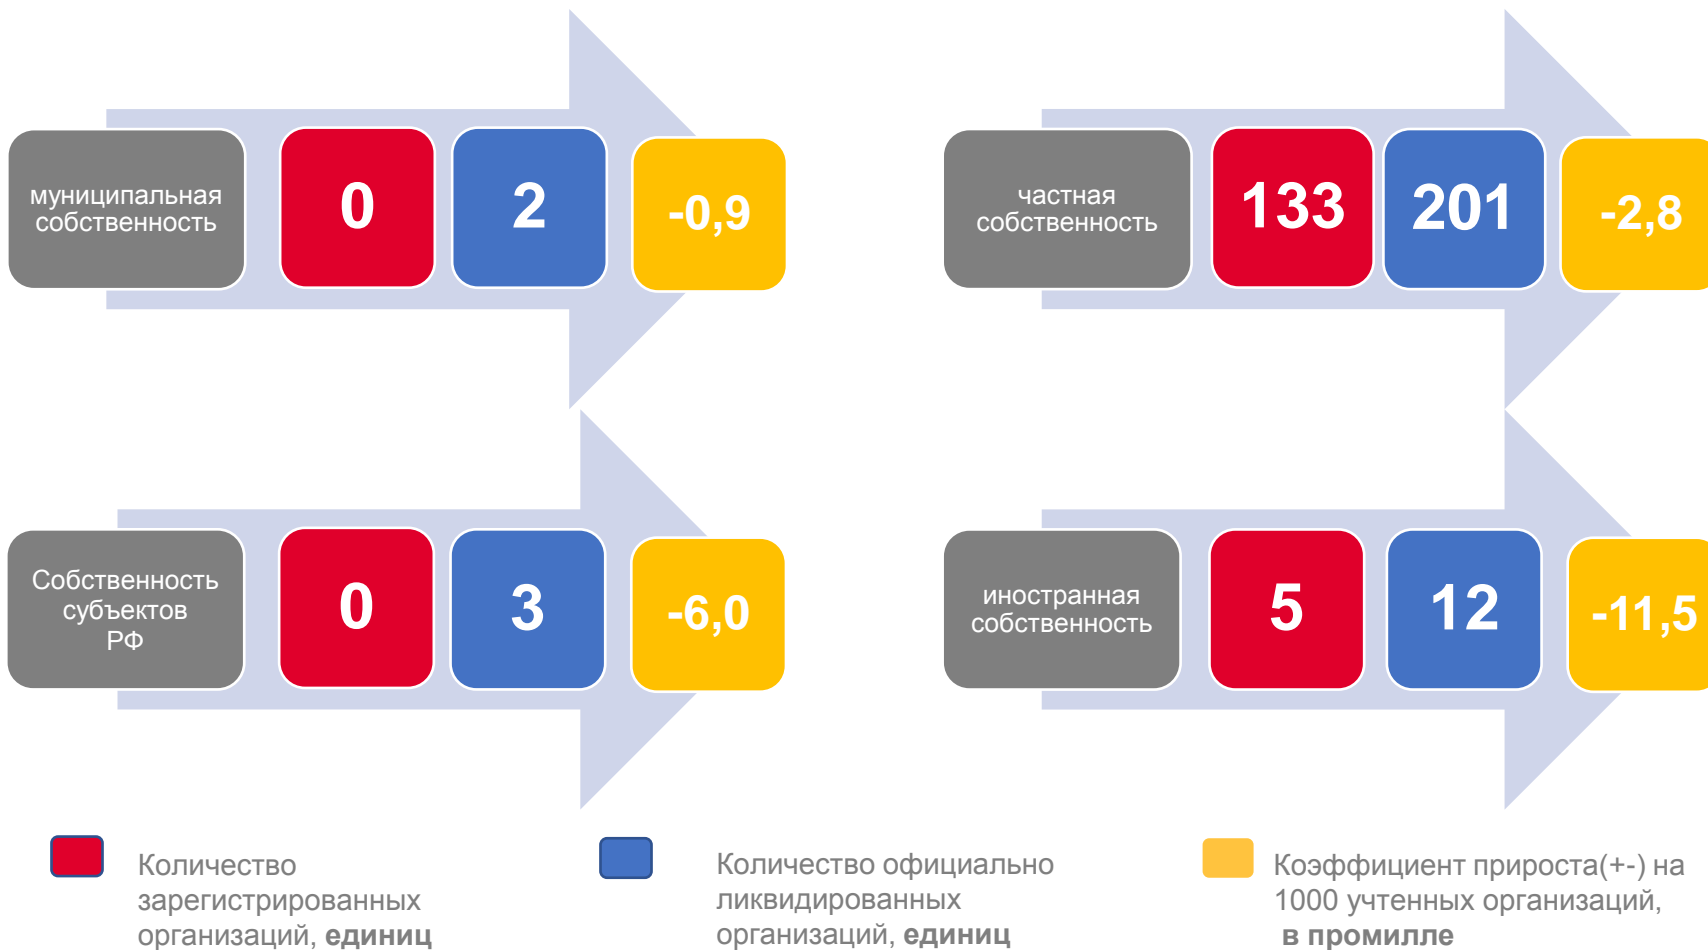 муниципальная
собственность
0
2
-0,9
частная
собственность
133
201
-2,8
Собственность
субъектов
РФ
0
3
-6,0
иностранная
собственность
5
12
-11,5
Количество
зарегистрированных
организаций, единиц
Количество официально
ликвидированных
организаций, единиц
Коэффициент прироста(+-) на
1000 учтенных организаций,
в промилле